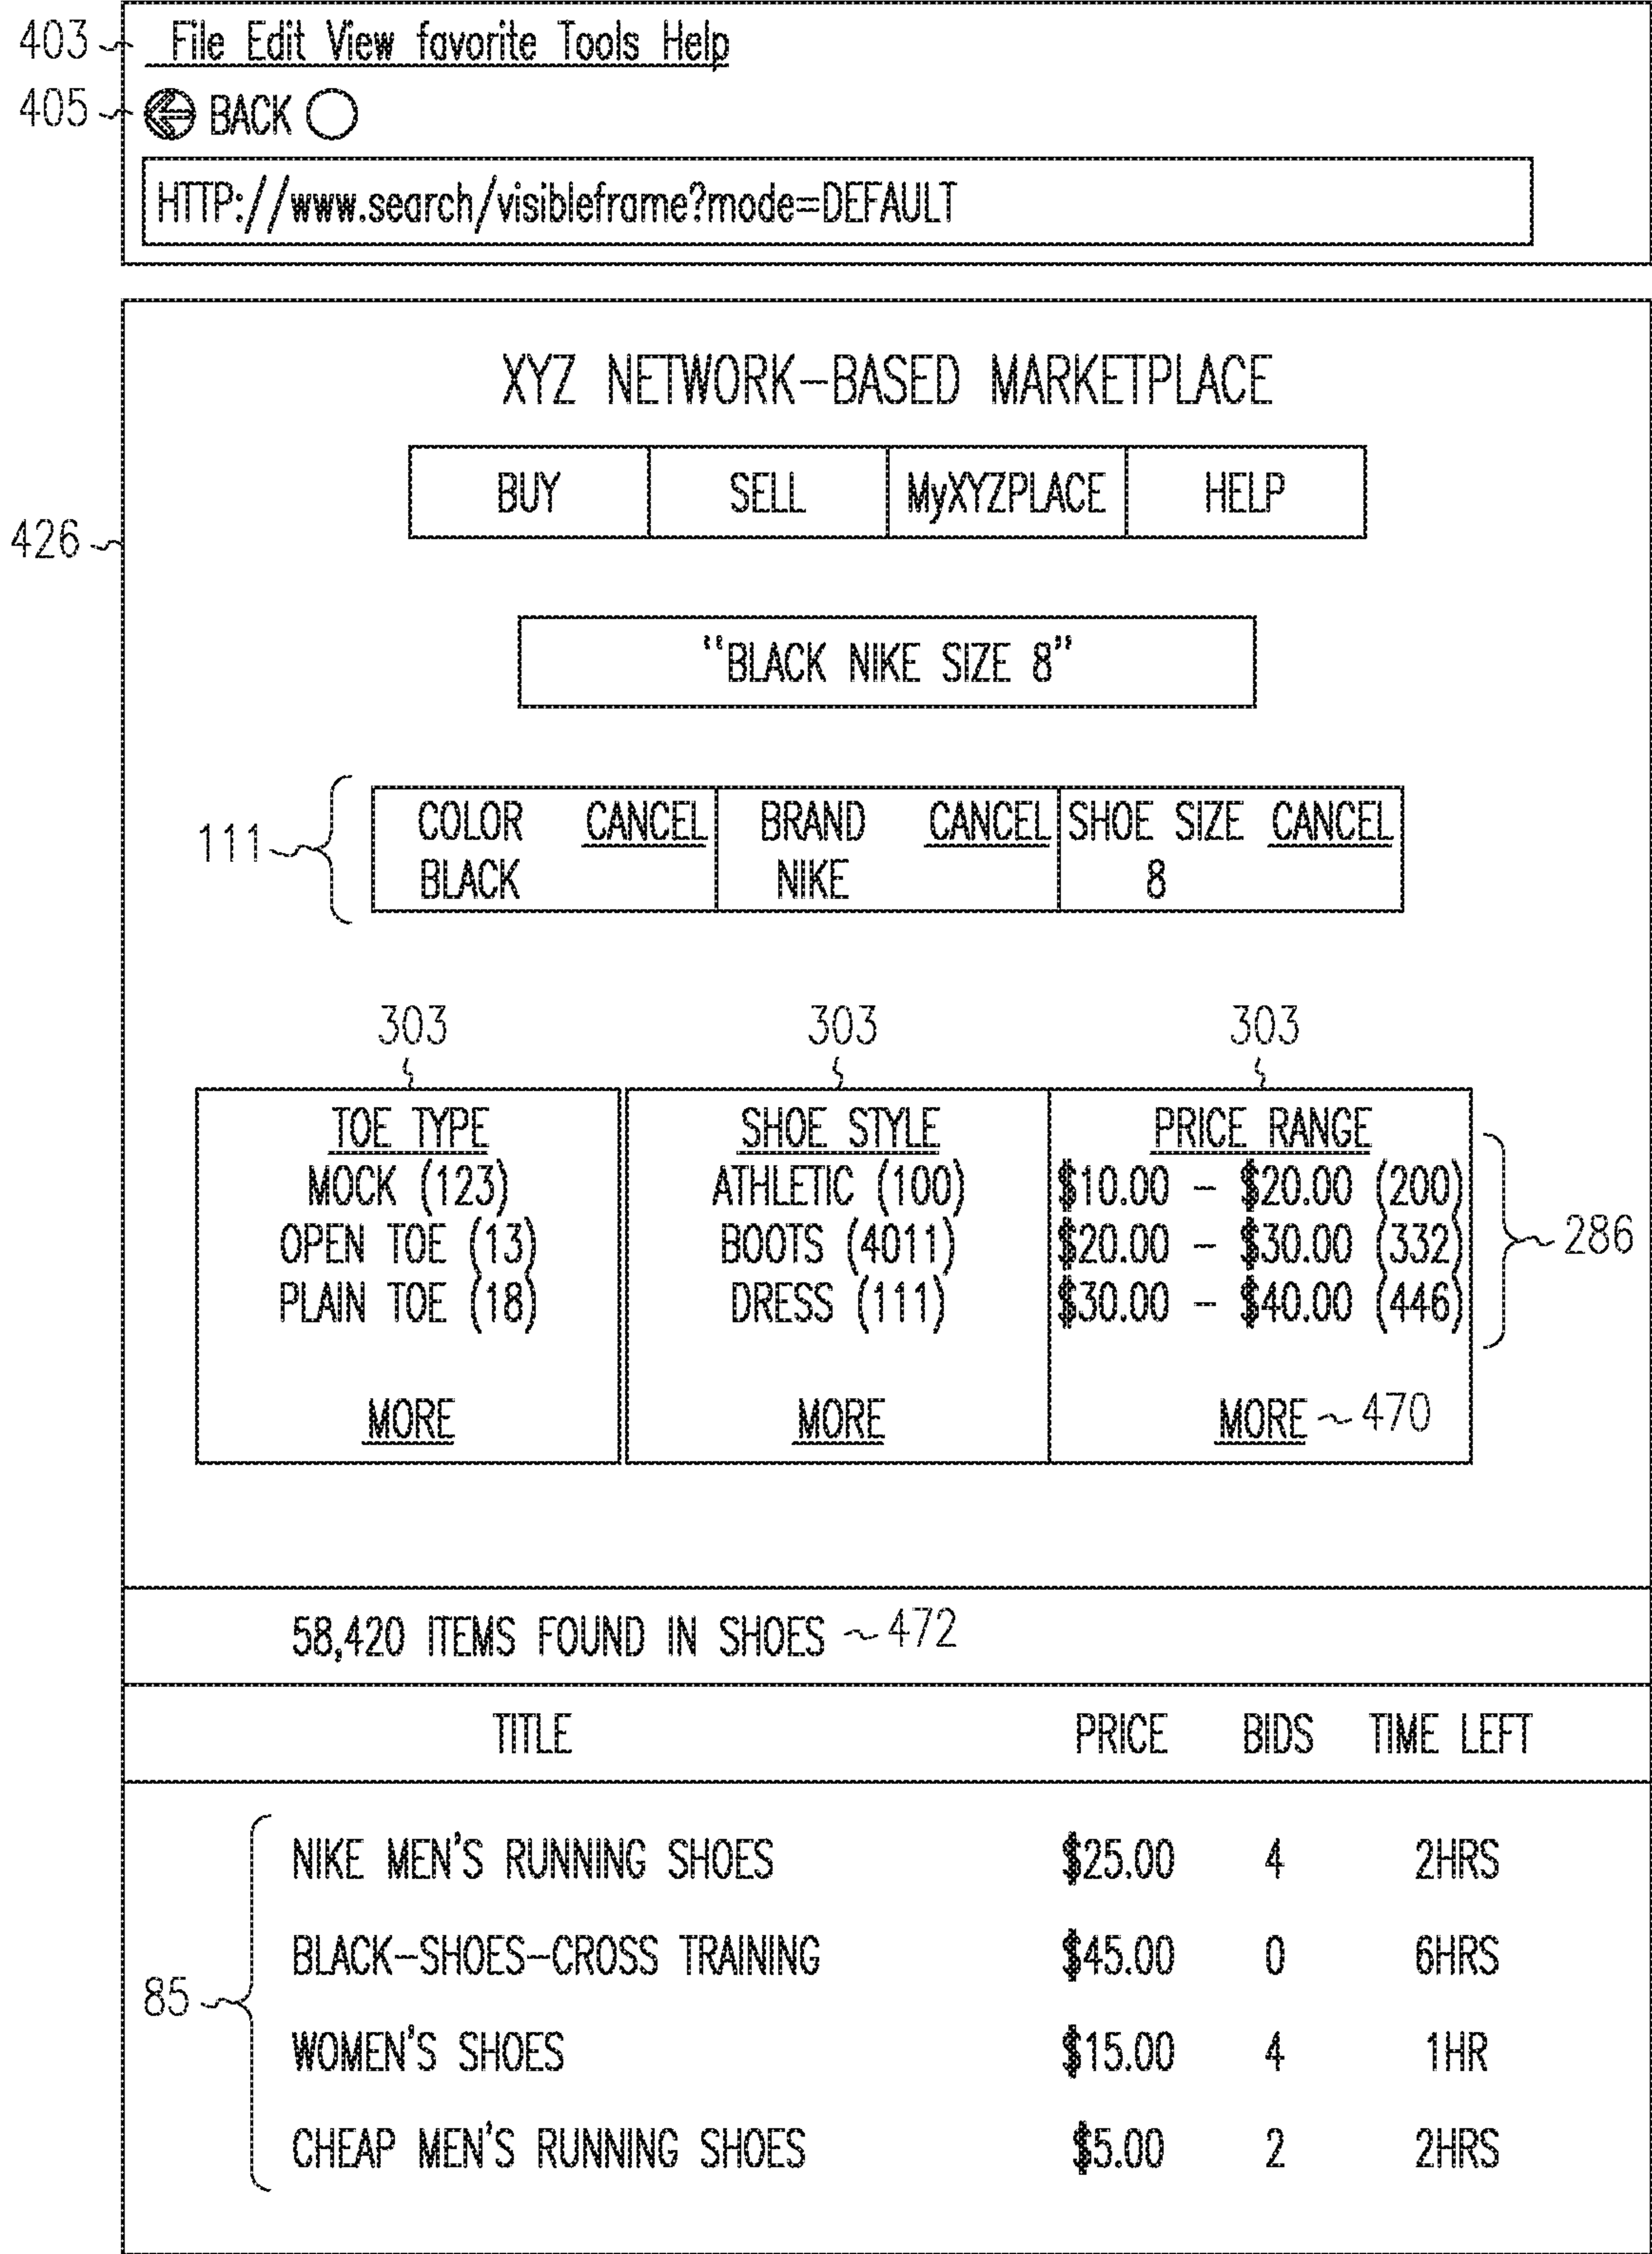 403 File Edit View favorite Tools Help
405 BACK
HTTP://www.search/visibleframe?mode=DEFAULT
XYZ NETWORK-BASED MARKETPLACE
BUY SELL MyXYZPLACE HELP
426
"BLACK NIKE SIZE 8"
COLOR CANCEL BRAND CANCEL SHOE SIZE CANCEL
111
BLACK NIKE 8
303 303 303
TOE TYPE SHOE STYLE PRICE RANGE
MOCK (123) ATHLETIC (100) $10.00 - $20.00 (200)
OPEN TOE (13) BOOTS (4011) $20.00 - $30.00 (332) 286
PLAIN TOE (18) DRESS (111) $30.00 - $40.00 (446)
MORE MORE MORE 470
58,420 ITEMS FOUND IN SHOES 472
TITLE PRICE BIDS TIME LEFT
NIKE MEN'S RUNNING SHOES $25.00 4 2HRS
BLACK-SHOES-CROSS TRAINING $45.00 0 6HRS
85
WOMEN'S SHOES $15.00 4 1HR
CHEAP MEN'S RUNNING SHOES $5.00 2 2HRS